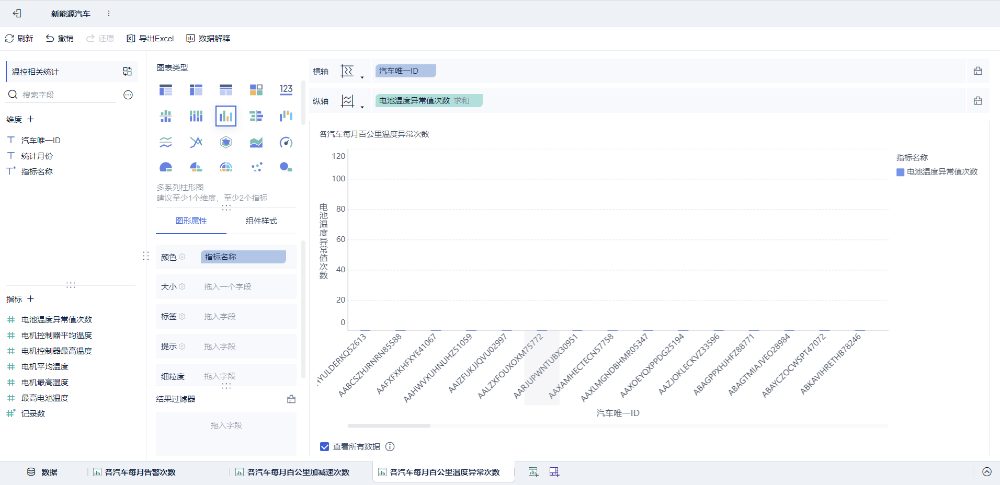 新能源汽车
刷新
撤销
还原
导出Excel
数据解释
温控相关统计
搜索字段
维度
汽车唯一ID
统计月份
指标名称
指标
电池温度异常值次数
电机控制器平均温度
电机控制器最高温度
电机平均温度
电机最高温度
最高电池温度
记录数
图表类型
123
多系列柱形图
建议至少1个维度，至少2个指标
图形属性
组件样式
颜色
指标名称
大小
拖入一个字段
标签
拖入字段
提示
拖入字段
细粒度
拖入字段
结果过滤器
拖入字段
横轴
汽车唯一ID
纵轴
电池温度异常值次数 求和
各汽车每月百公里温度异常次数
120
100
80
60
40
20
0
电池温度异常值次数
指标名称
电池温度异常值次数
YULDERKQ52613
AABCSZHJRNRN85588
AAFXFXKHFXYE41067
AAHWVXUHNUHZ51059
AAIZFUKJJQVU02997
AALZXFOUXOXM75772
AARJUPWNTUBX30951
AAXAMHECTECN57758
AAXLMGNDBHMR05347
AAXOEYQXPPDG25194
AAZJOKLECKVZ33596
ABAGPPXHJHFZ88771
ABAGTMIAJVEO28984
ABAYCZOCWSPT47072
ABKAVIHRETHB78246
汽车唯一ID
查看所有数据
数据
各汽车每月告警次数
各汽车每月百公里加减速次数
各汽车每月百公里温度异常次数